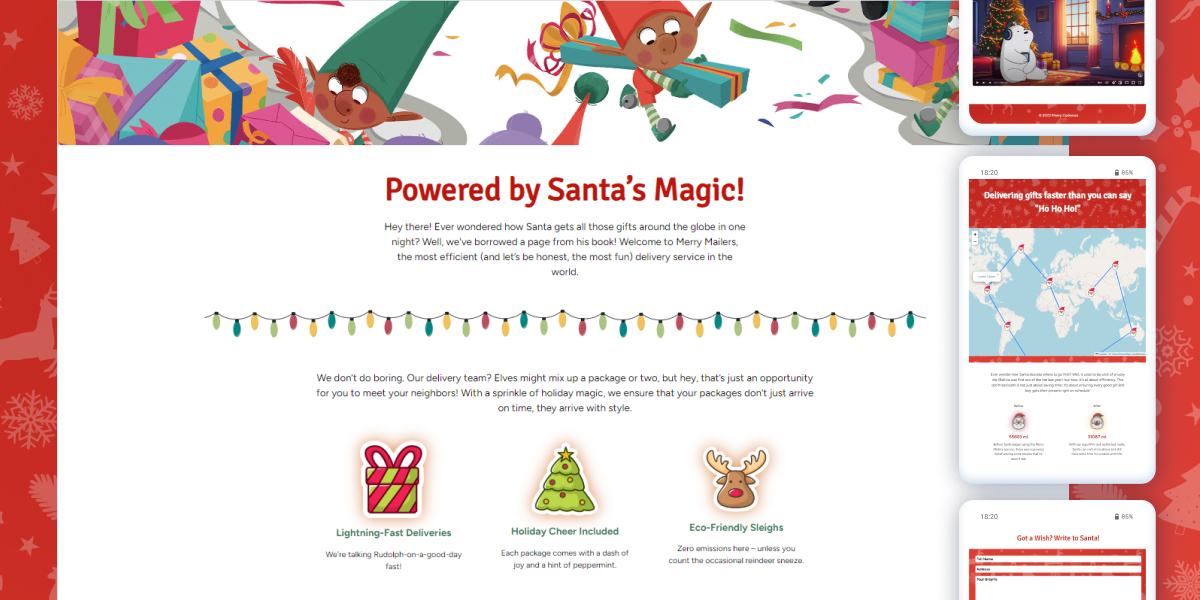 Powered by Santa's Magic!
Hey there! Ever wondered how Santa gets all those gifts around the globe in one
night? Well, we've borrowed a page from his book! Welcome to Merry Mailers,
the most efficient (and let's be honest, the most fun) delivery service in the
world.
We don't do boring. Our delivery team? Elves might mix up a package or two, but hey, that's just an opportunity
for you to meet your neighbors! With a sprinkle of holiday magic, we ensure that your packages don't just arrive
on time, they arrive with style.
Lightning-Fast Deliveries
We're talking Rudolph-on-a-good-day
fast!
Holiday Cheer Included
Each package comes with a dash of
joy and a hint of peppermint.
Eco-Friendly Sleighs
Zero emissions here – unless you
count the occasional reindeer sneeze.
18:20
85%
Delivering gifts faster than you can say
"Ho Ho Ho!"
Before
After
55603 mi
31087 mi
18:20
85%
Got a Wish? Write to Santa!
Full Name
Address
Your dreams